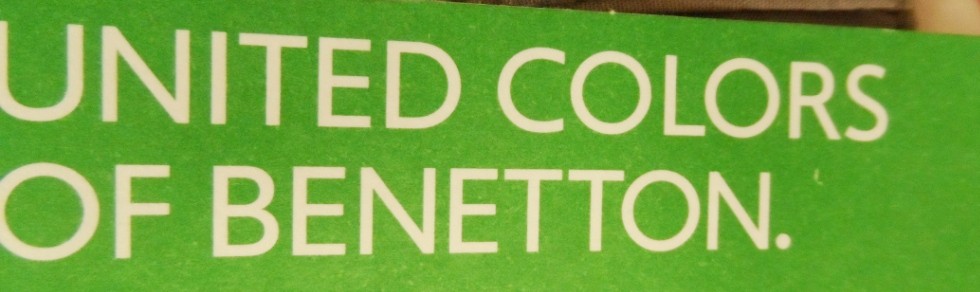 UNITED COLORS
OF BENETTON.